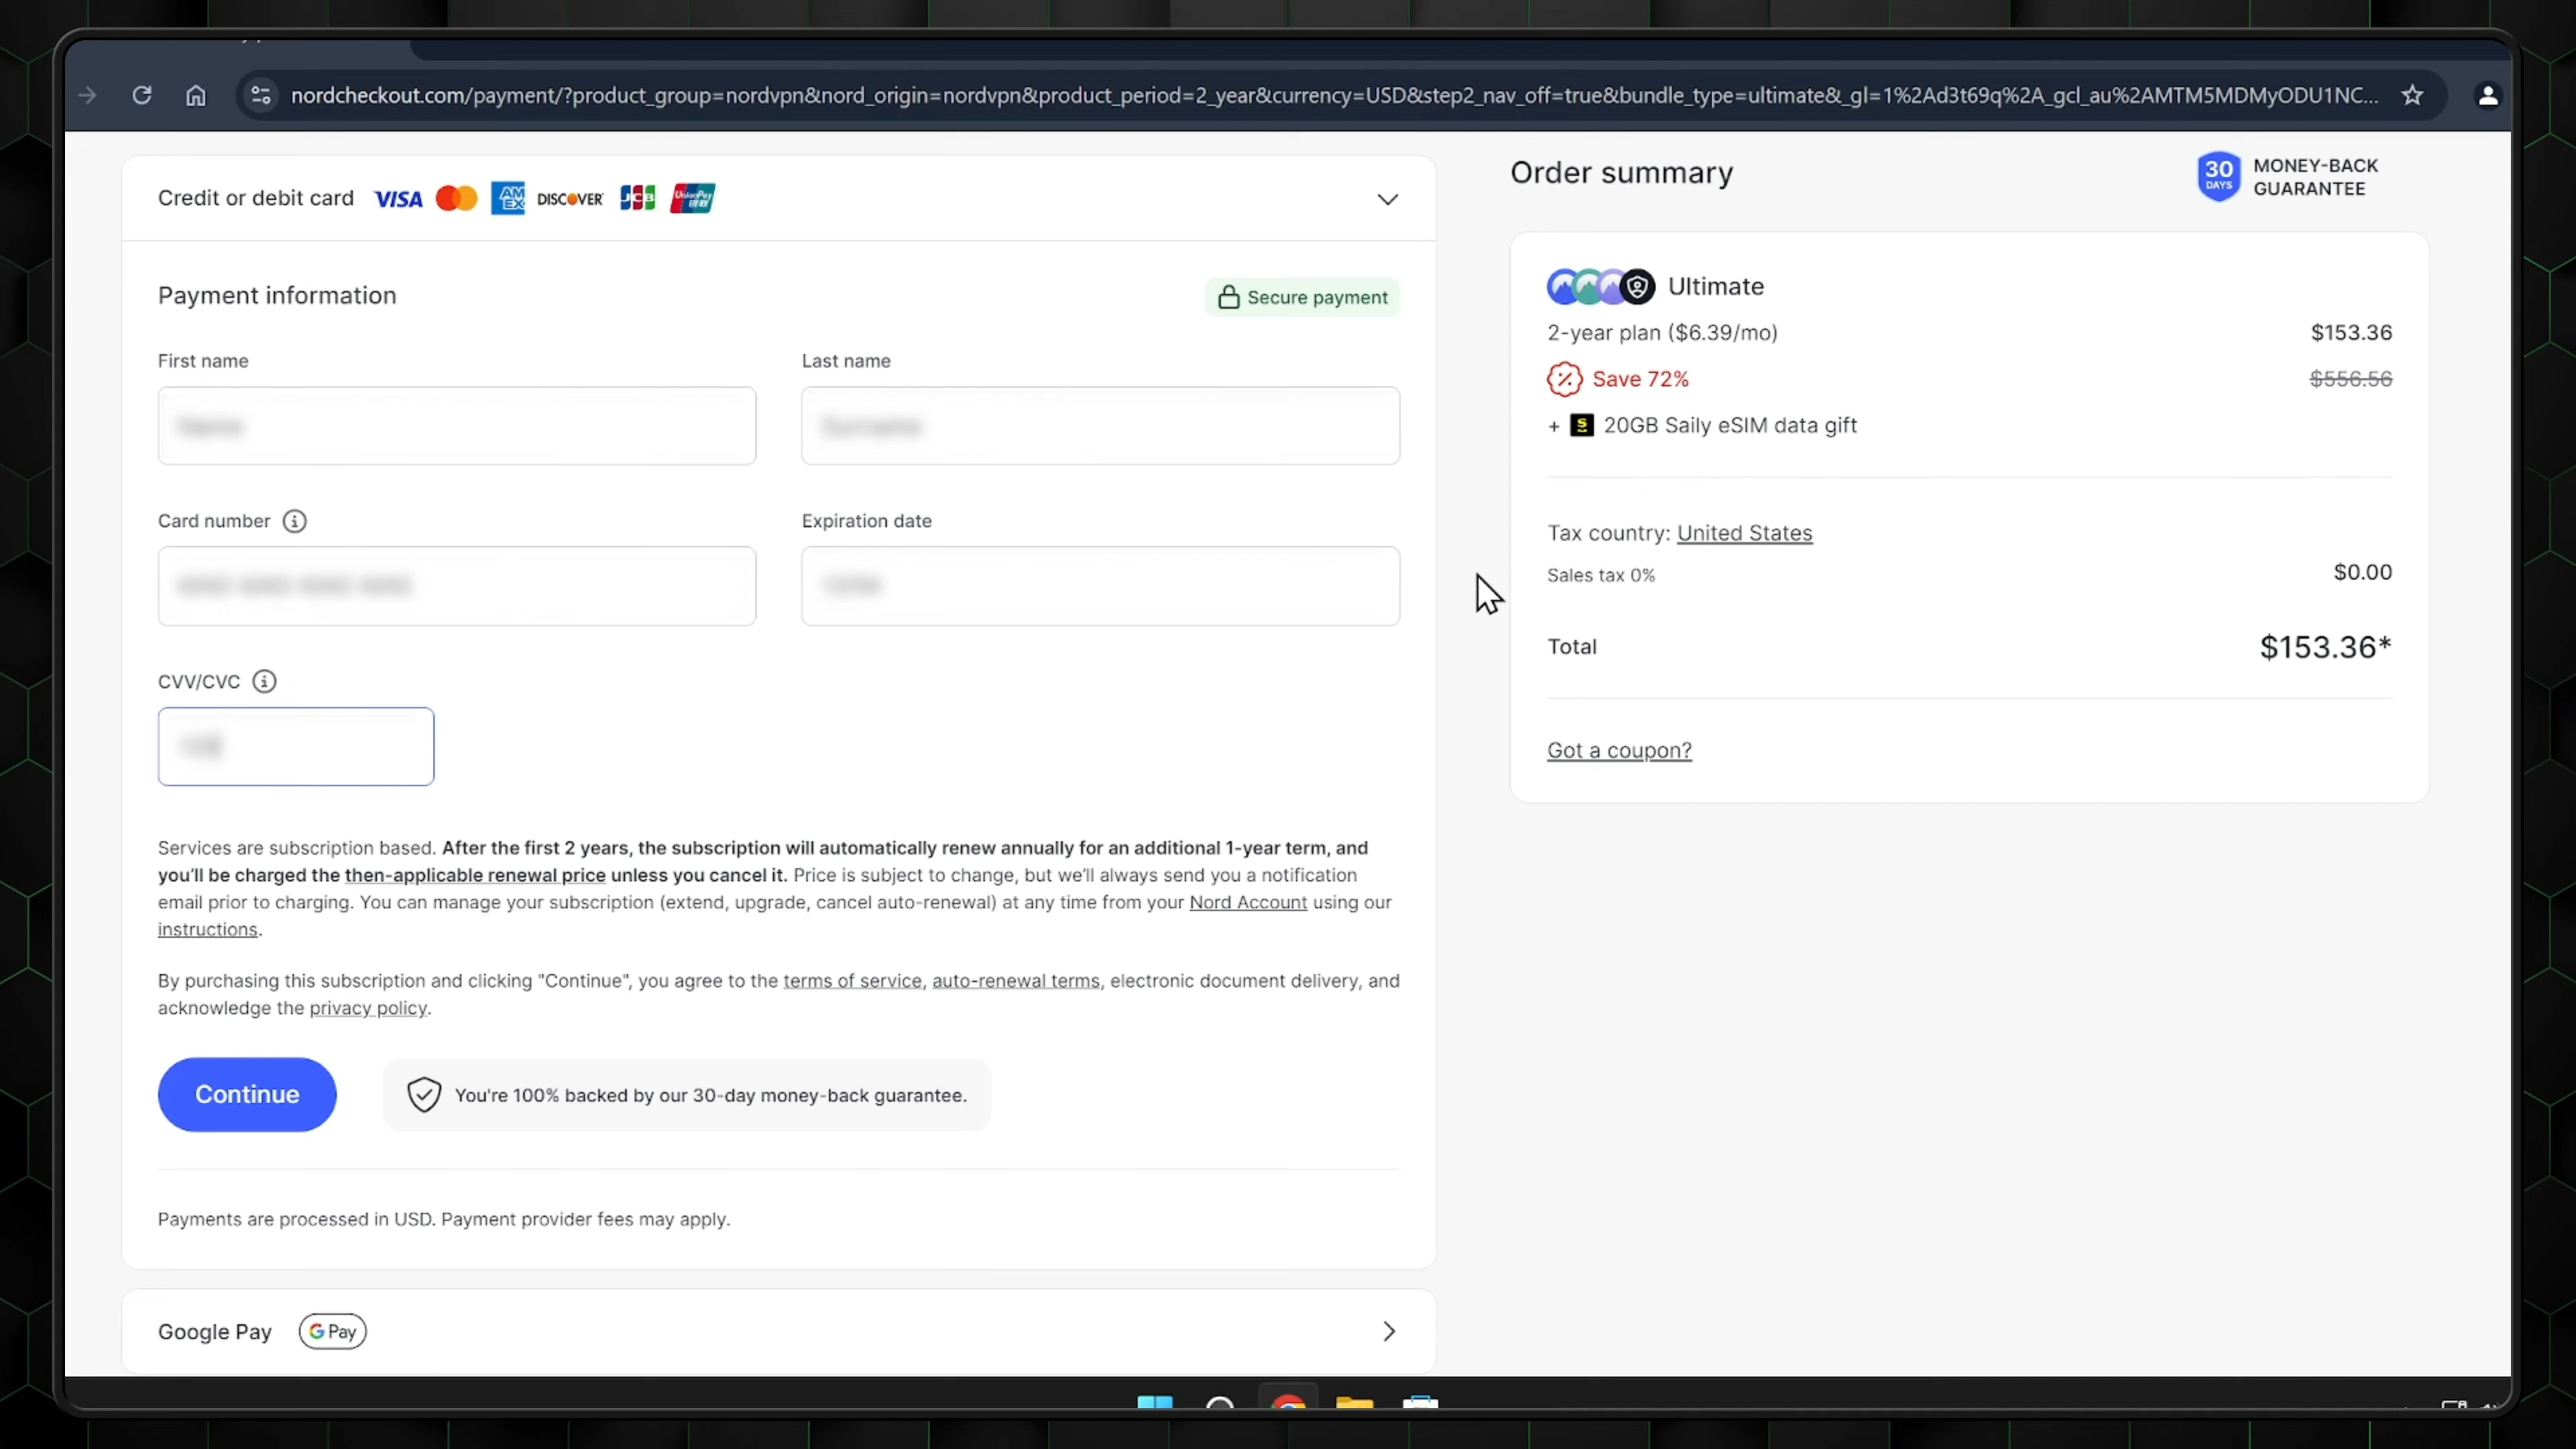 nordcheckout.com/payment/?product_group=nordvpn&nord_origin=nordvpn&product_period=2_year&currency=USD&step2_nav_off=true&bundle_type=ultimate&_gl=1%2Ad3t69q%2A_gcl_au%2AMTM5MDMyODU1NC...
Credit or debit card VISA AMEX DISCOVER JCB UnionPay
Payment information
Secure payment
First name
Last name
Card number
Expiration date
CVV/CVC
Services are subscription based. After the first 2 years, the subscription will automatically renew annually for an additional 1-year term, and
you'll be charged the then-applicable renewal price unless you cancel it. Price is subject to change, but we'll always send you a notification
email prior to charging. You can manage your subscription (extend, upgrade, cancel auto-renewal) at any time from your Nord Account using our
instructions.
By purchasing this subscription and clicking "Continue", you agree to the terms of service, auto-renewal terms, electronic document delivery, and
acknowledge the privacy policy.
Continue
You're 100% backed by our 30-day money-back guarantee.
Payments are processed in USD. Payment provider fees may apply.
Google Pay G Pay
Order summary
30 DAYS
MONEY-BACK
GUARANTEE
Ultimate
2-year plan ($6.39/mo) $153.36
Save 72% $556.56
+ S 20GB Saily eSIM data gift
Tax country: United States
Sales tax 0% $0.00
Total $153.36*
Got a coupon?